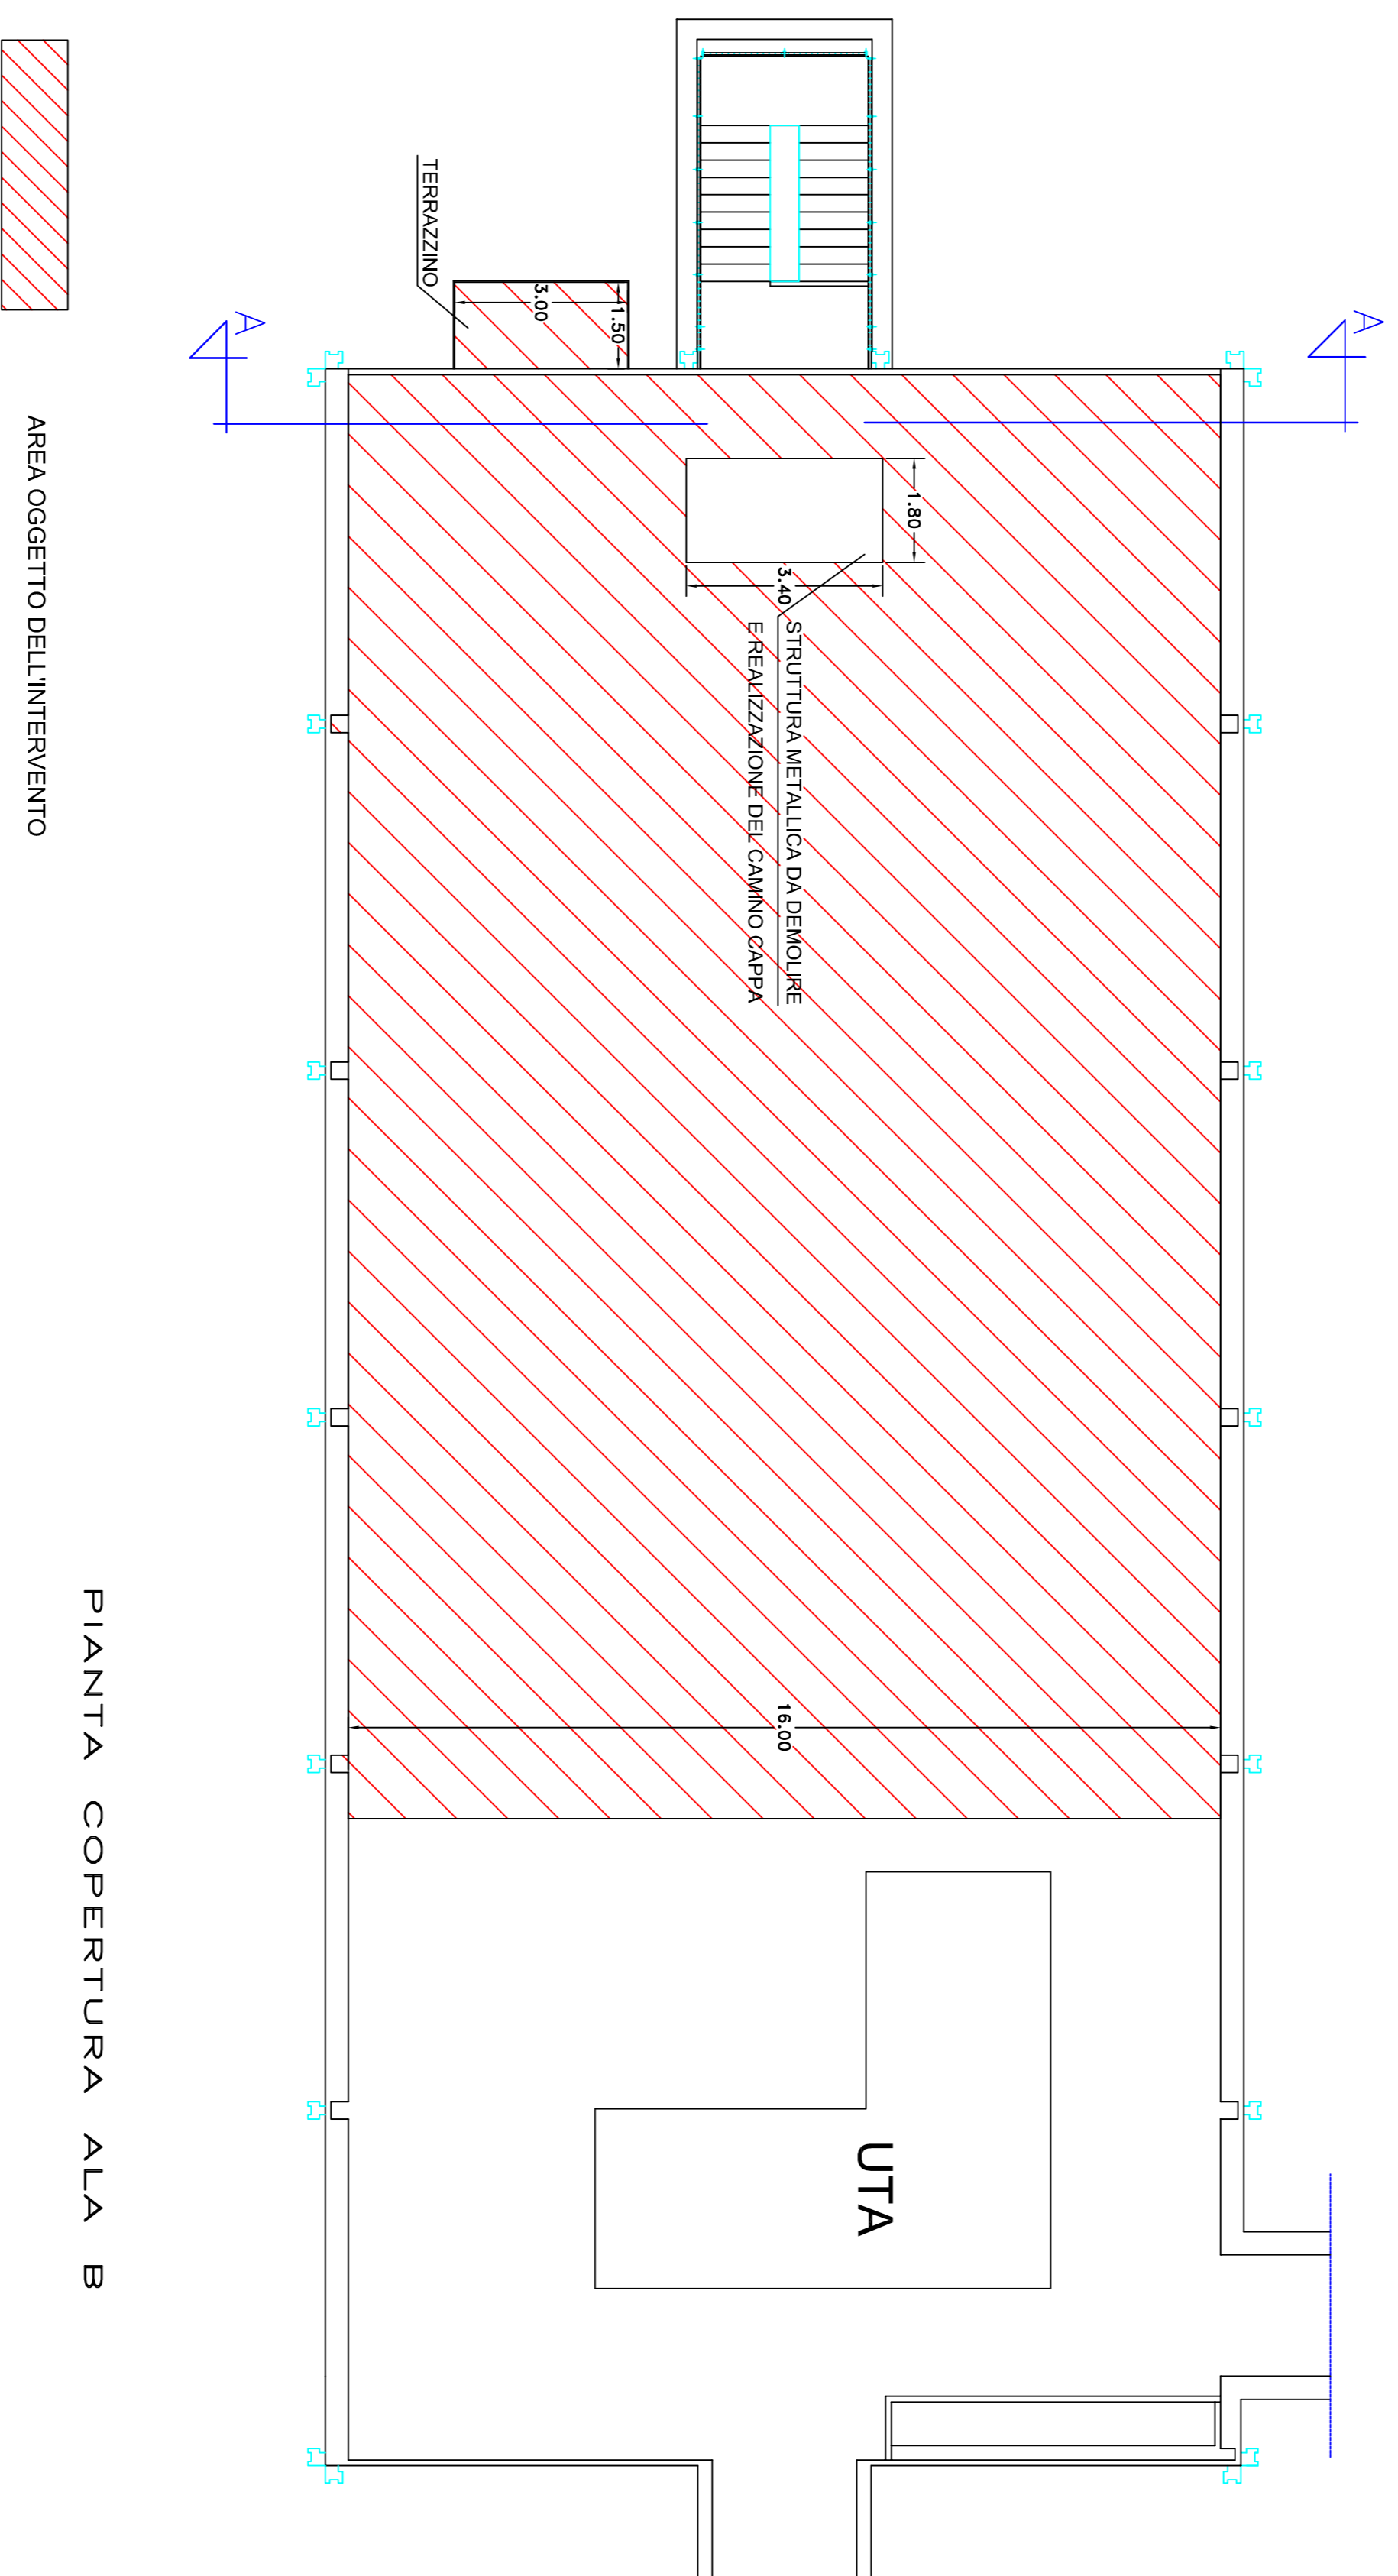 A
A
1.80
3.40
STRUTTURA METALLICA DA DEMOLIRE
E REALIZZAZIONE DEL CAMINO CAPPA
1.50
3.00
TERRAZZINO
16.00
UTA
PIANTA COPERTURA ALA B
AREA OGGETTO DELL'INTERVENTO